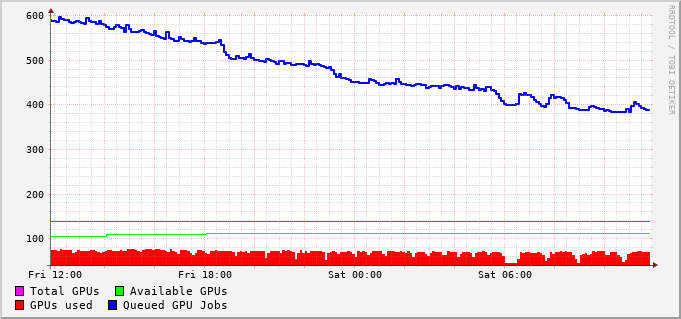 600
500
400
300
200
100
Fri 12:00 Fri 18:00 Sat 00:00 Sat 06:00
Total GPUs Available GPUs
GPUs used Queued GPU Jobs
RRDTOOL / TOBI OETIKER